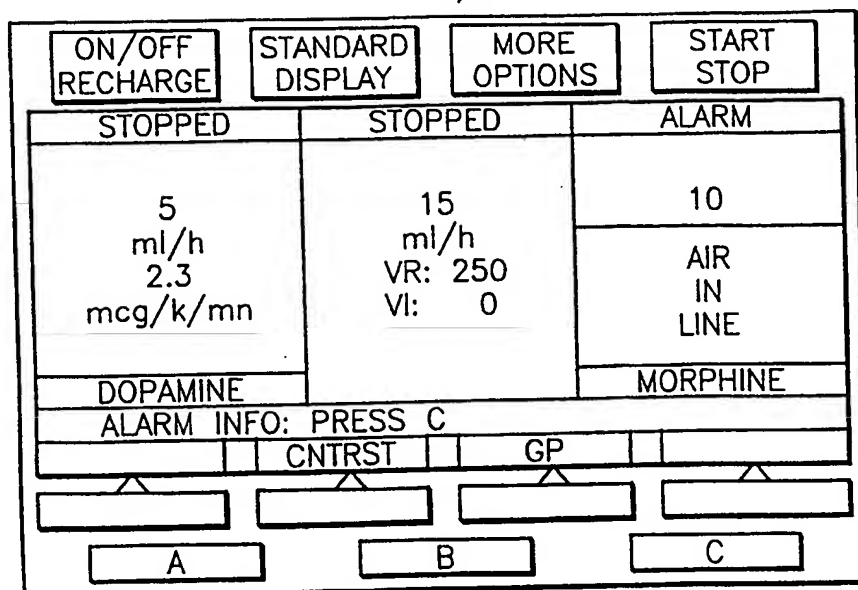 ON/OFF
RECHARGE
STANDARD
DISPLAY
MORE
OPTIONS
START
STOP
STOPPED
5
ml/h
2.3
mcg/k/mn
DOPAMINE
STOPPED
15
ml/h
VR: 250
VI: 0
ALARM
10
AIR
IN
LINE
MORPHINE
ALARM INFO: PRESS C
CNTRST
GP
A
B
C